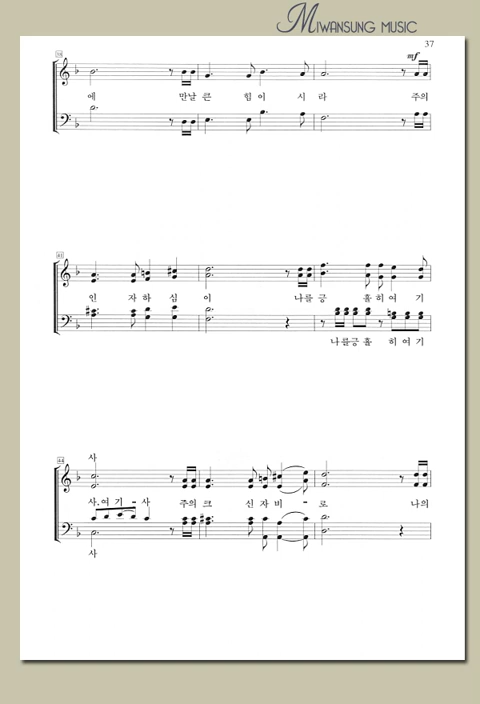 MIWANSUNG MUSIC
37
mf
에 만날 큰 힘이 시라 주의
41
인 자하 심 이 나를 긍 휼히여 기
나를긍휼 히여기
사
44
사.여 기 - 사 주의 크 신 자 비 - 로 나의
사